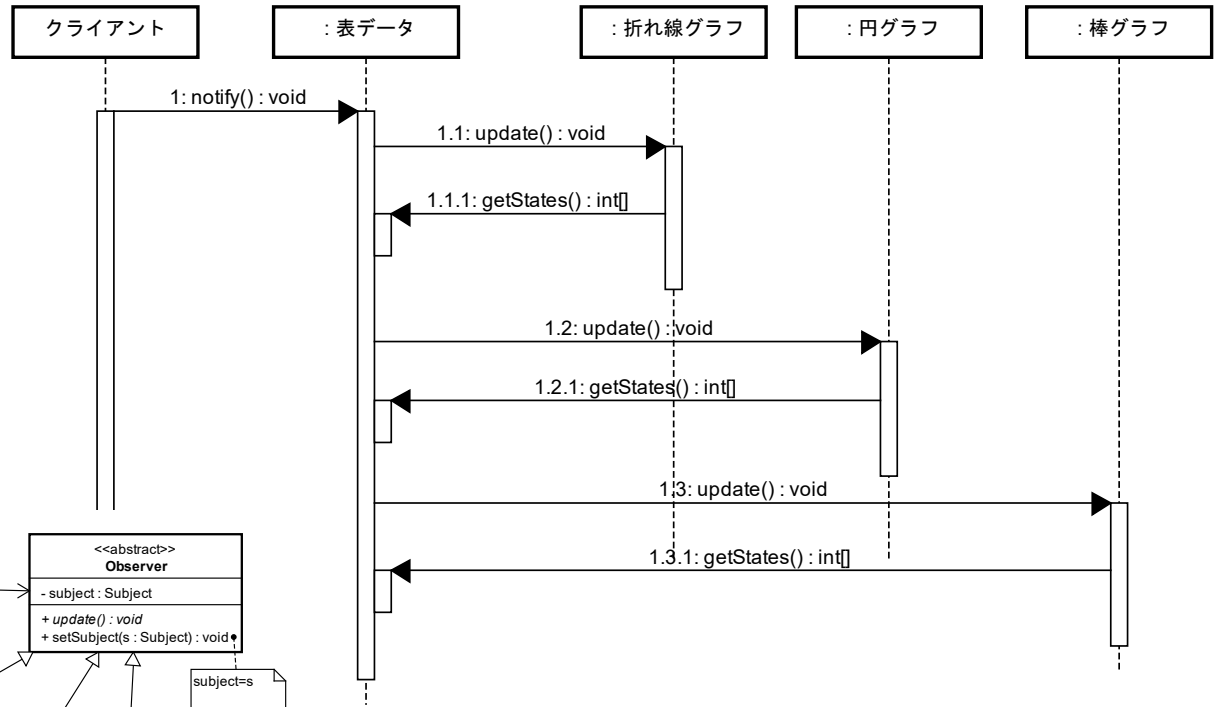 クライアント
: 表データ
: 折れ線グラフ
: 円グラフ
: 棒グラフ
1: notify() : void
1.1: update() : void
1.1.1: getStates() : int[]
1.2: update() : void
1.2.1: getStates() : int[]
1.3: update() : void
1.3.1: getStates() : int[]
<<abstract>>
Observer
- subject : Subject
+ update() : void
+ setSubject(s : Subject) : void
subject=s